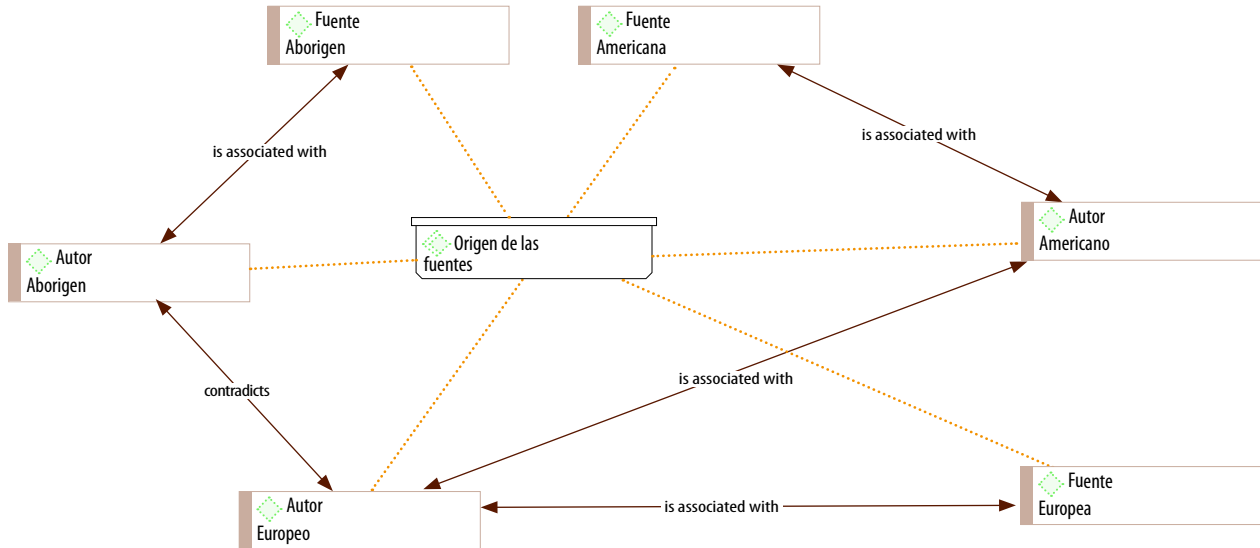 Fuente
Aborigen
Fuente
Americana
is associated with
is associated with
Autor
Americano
Origen de las
fuentes
Autor
Aborigen
is associated with
contradicts
Fuente
Europea
Autor
Europeo
is associated with